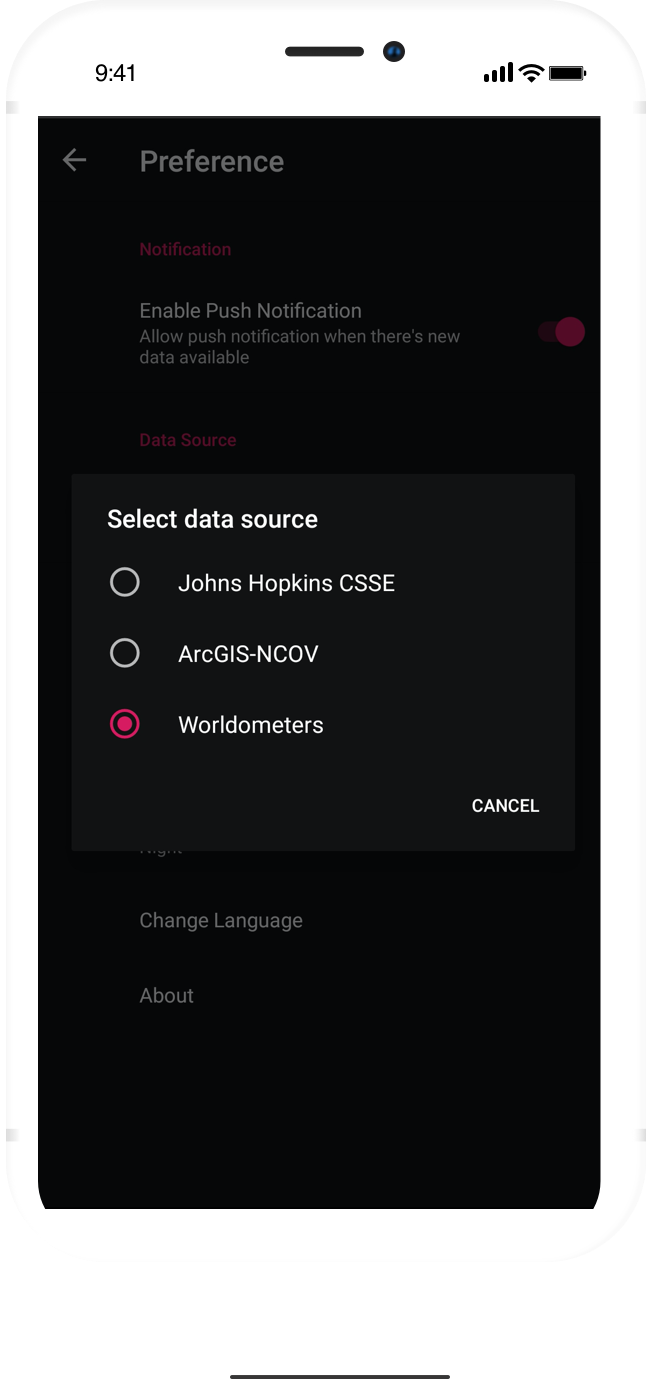 9:41
Preference
Notification
Enable Push Notification
Allow push notification when there's new
data available
Data Source
Select data source
Johns Hopkins CSSE
ArcGIS-NCOV
Worldometers
CANCEL
Night
Change Language
About